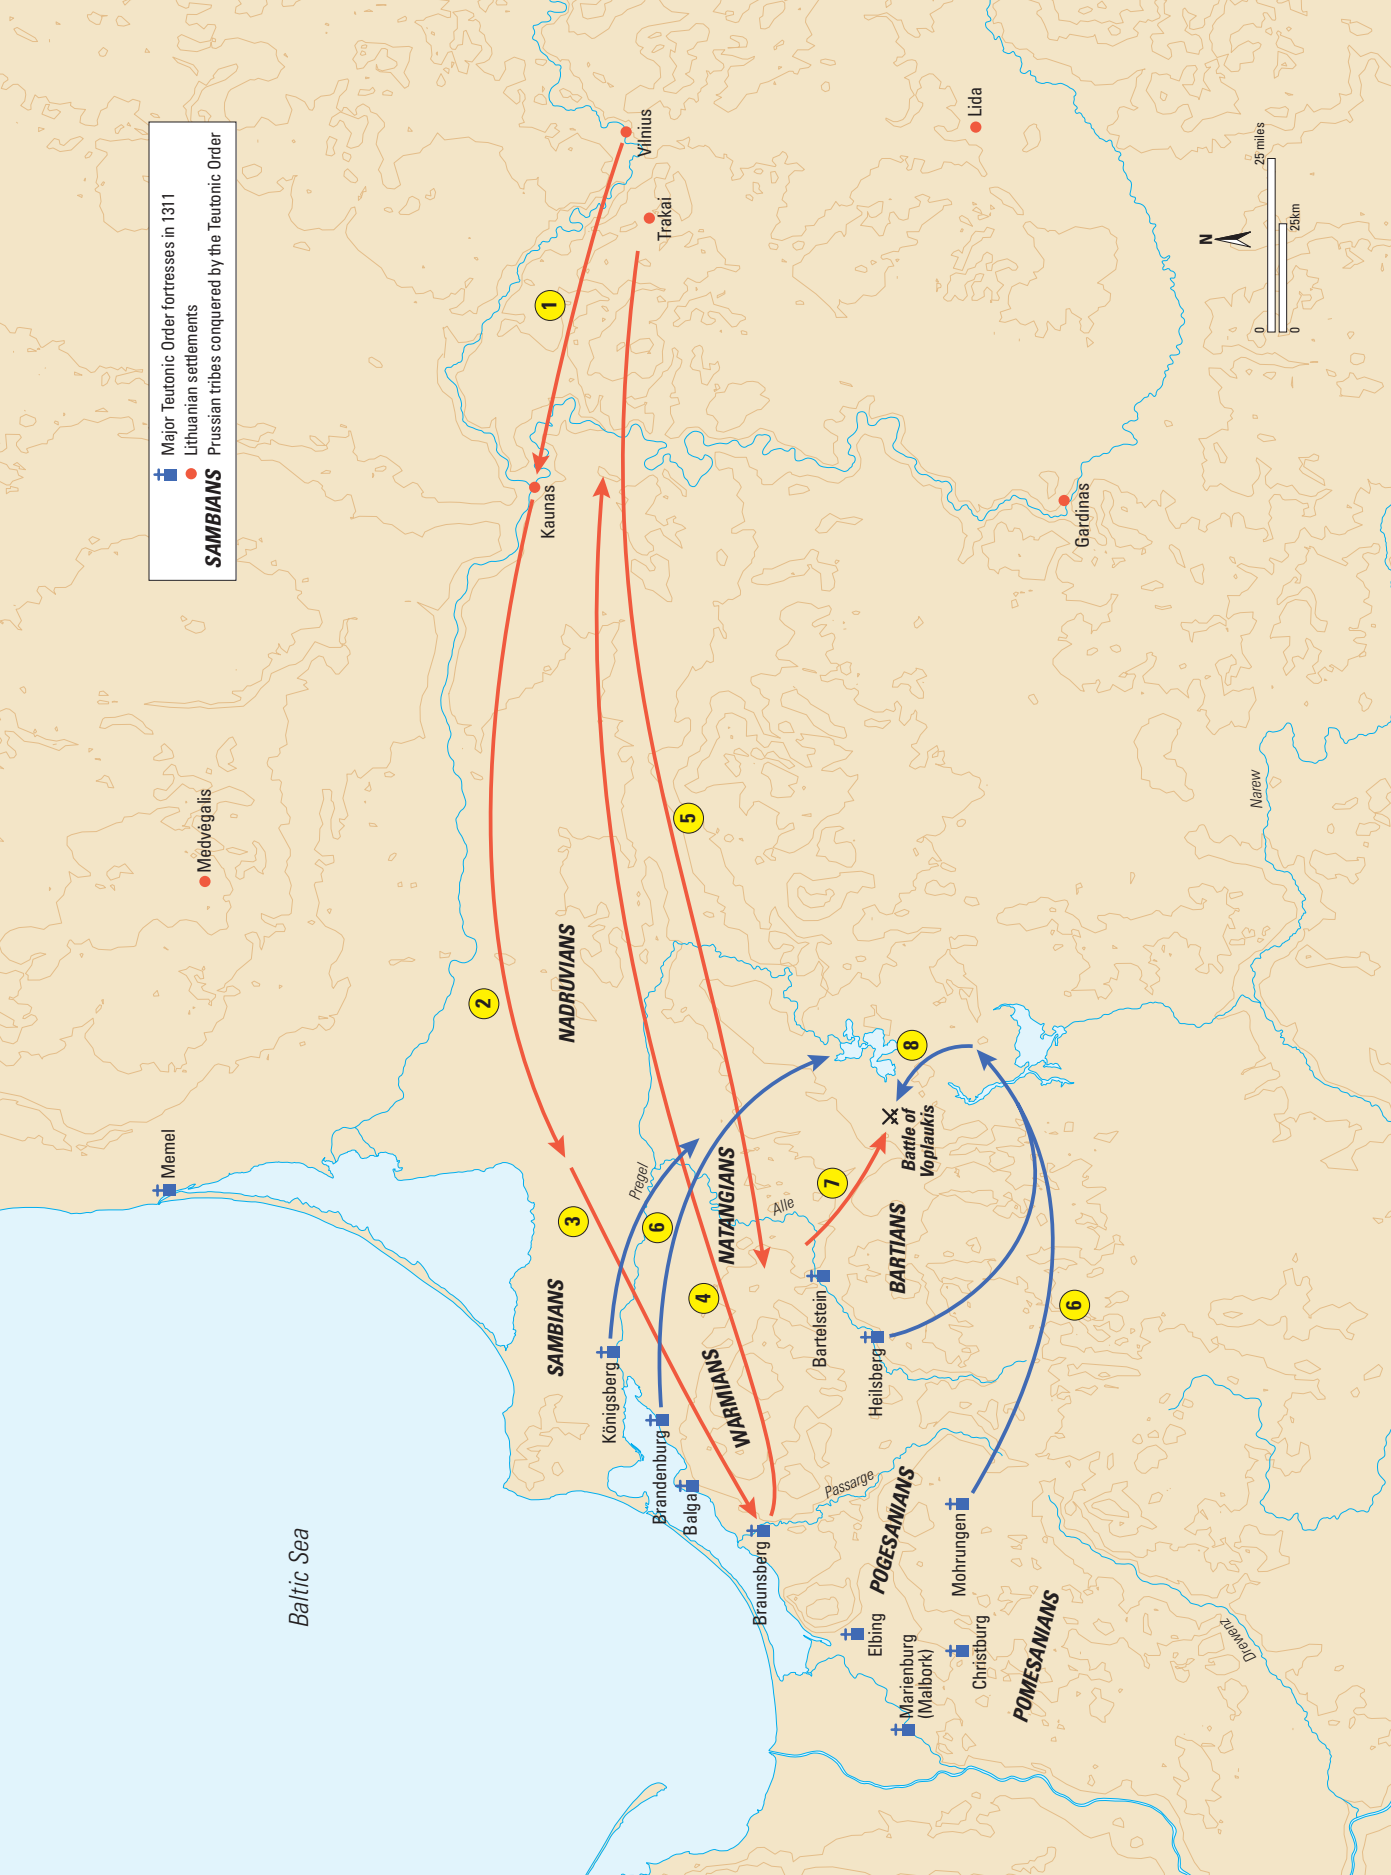 Major Teutonic Order fortresses in 1311
Lithuanian settlements
SAMBIANS Prussian tribes conquered by the Teutonic Order
Baltic Sea
Memel
Medvėgalis
Kaunas
Vilnius
Trakai
Lida
Gardinas
1
2
3
4
5
6
6
7
8
NADRUVIANS
SAMBIANS
Pregel
Königsberg
Brandenburg
Balga
Braunsberg
WARMIANS
NATANGIANS
Alle
Bartelstein
Heilsberg
BARTIANS
Battle of
Voplaukis
Passarge
POGESANIANS
Elbing
Marienburg
(Malbork)
Christburg
Mohrungen
POMESANIANS
Drewenz
Narew
N
0
25 miles
0
25km